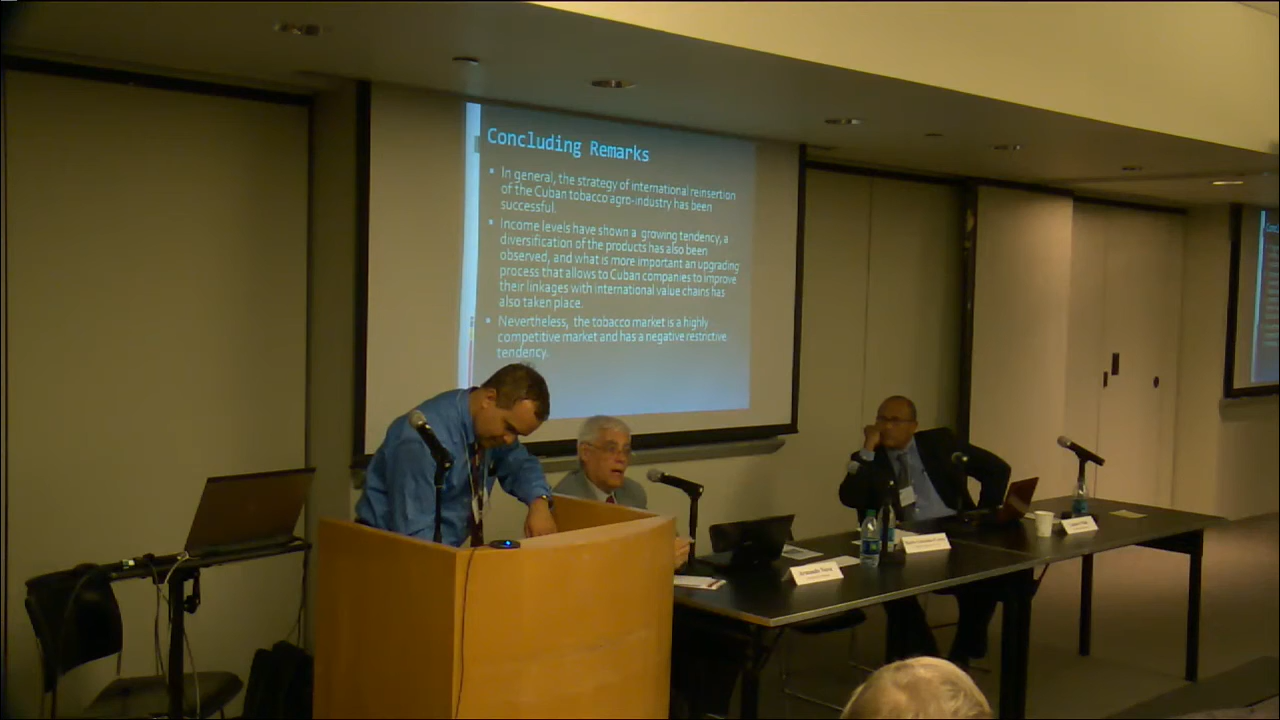 Concluding Remarks
In general, the strategy of international reinsertion
of the Cuban tobacco agro-industry has been
successful.
Income levels have shown a growing tendency, a
diversification of the products has also been
observed, and what is more important an upgrading
process that allows to Cuban companies to improve
their linkages with international value chains has
also taken place.
Nevertheless, the tobacco market is a highly
competitive market and has a negative restrictive
tendency.
Armando Nova